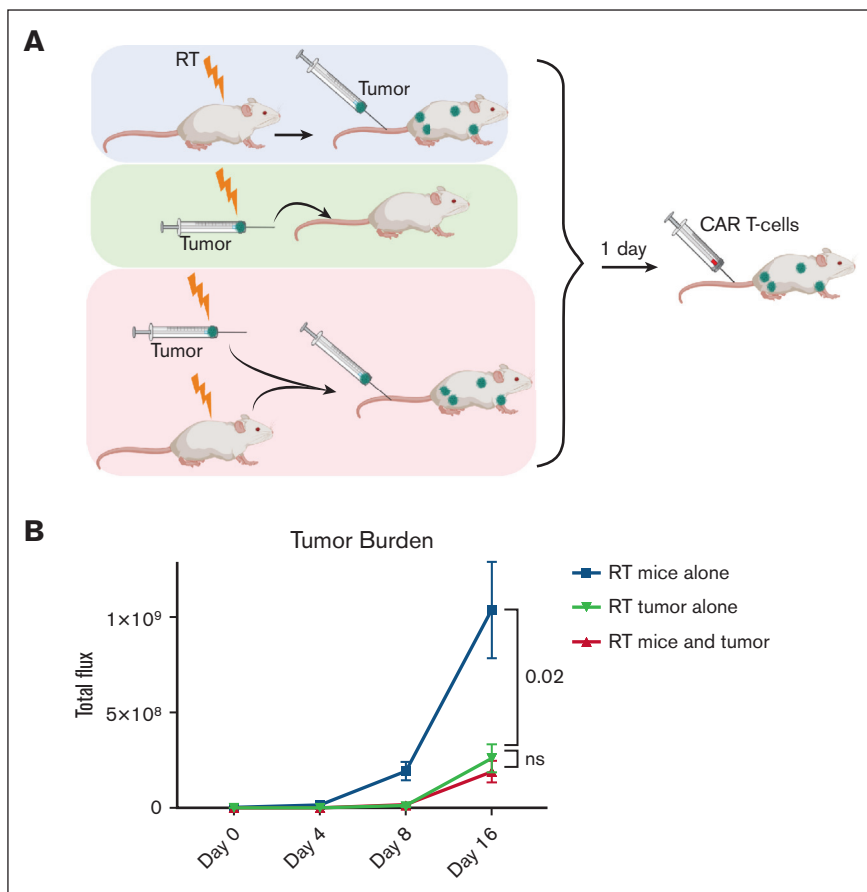 A
RT
Tumor
Tumor
Tumor
1 day
CAR T-cells
B
Tumor Burden
Total flux
1×10⁹
5×10⁸
0
Day 0
Day 4
Day 8
Day 16
0.02
ns
RT mice alone
RT tumor alone
RT mice and tumor